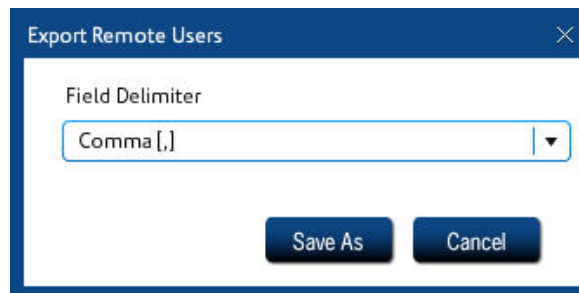 Export Remote Users
Field Delimiter
Comma [,]
Save As
Cancel